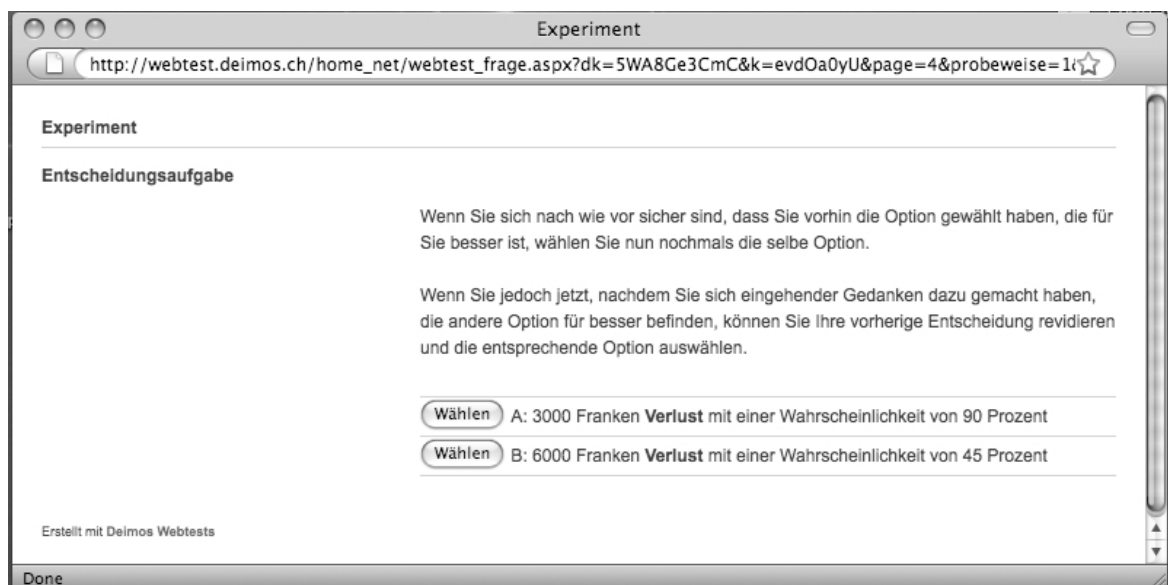 Experiment
http://webtest.deimos.ch/home_net/webtest_frage.aspx?dk=5WA8Ge3CmC&k=evdOa0yU&page=4&probeweise=1
Experiment
Entscheidungsaufgabe
Wenn Sie sich nach wie vor sicher sind, dass Sie vorhin die Option gewählt haben, die für
Sie besser ist, wählen Sie nun nochmals die selbe Option.
Wenn Sie jedoch jetzt, nachdem Sie sich eingehender Gedanken dazu gemacht haben,
die andere Option für besser befinden, können Sie Ihre vorherige Entscheidung revidieren
und die entsprechende Option auswählen.
Wählen A: 3000 Franken Verlust mit einer Wahrscheinlichkeit von 90 Prozent
Wählen B: 6000 Franken Verlust mit einer Wahrscheinlichkeit von 45 Prozent
Erstellt mit Deimos Webtests
Done